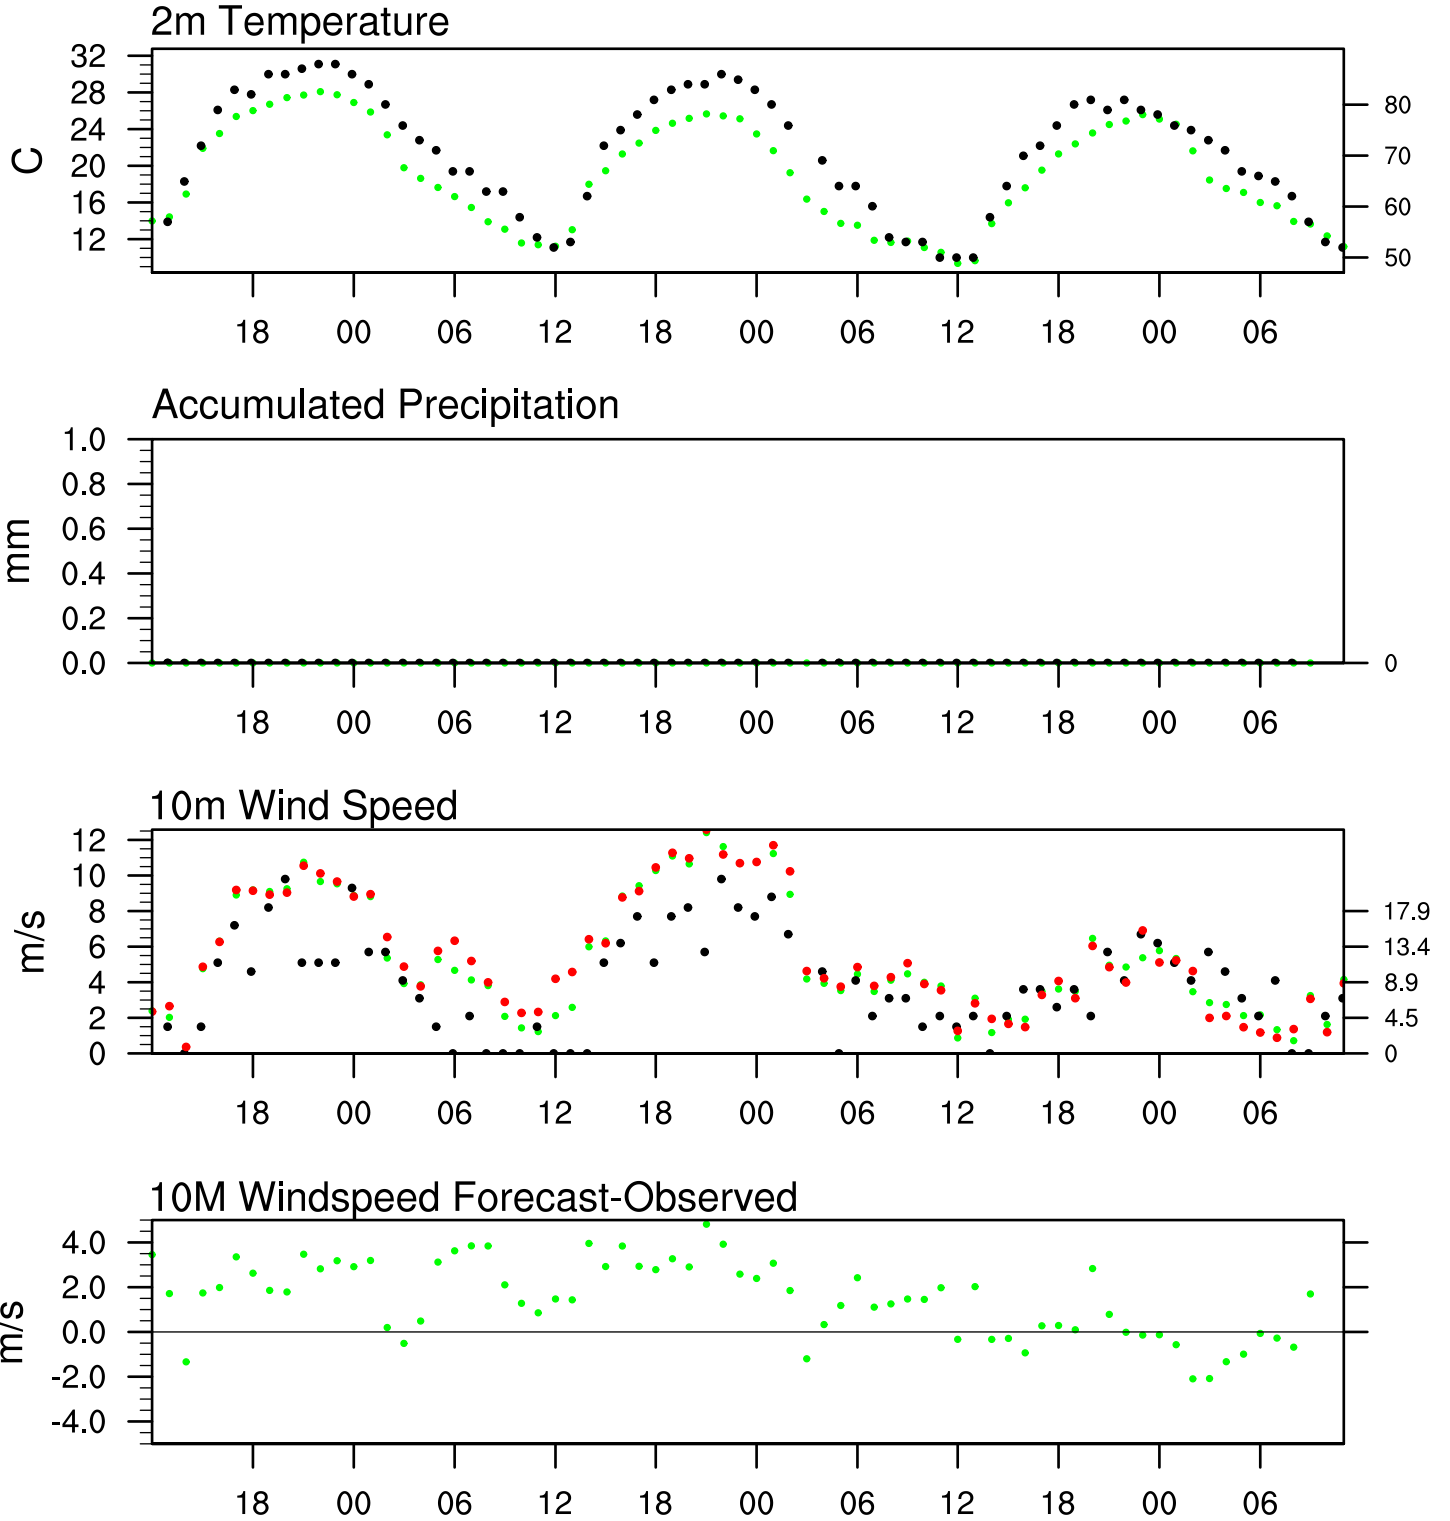 2m Temperature
32
28
24
20
16
12
C
80
70
60
50
18 00 06 12 18 00 06 12 18 00 06
Accumulated Precipitation
1.0
0.8
0.6
0.4
0.2
0.0
mm
0
18 00 06 12 18 00 06 12 18 00 06
10m Wind Speed
12
10
8
6
4
2
0
m/s
17.9
13.4
8.9
4.5
0
18 00 06 12 18 00 06 12 18 00 06
10M Windspeed Forecast-Observed
4.0
2.0
0.0
-2.0
-4.0
m/s
18 00 06 12 18 00 06 12 18 00 06